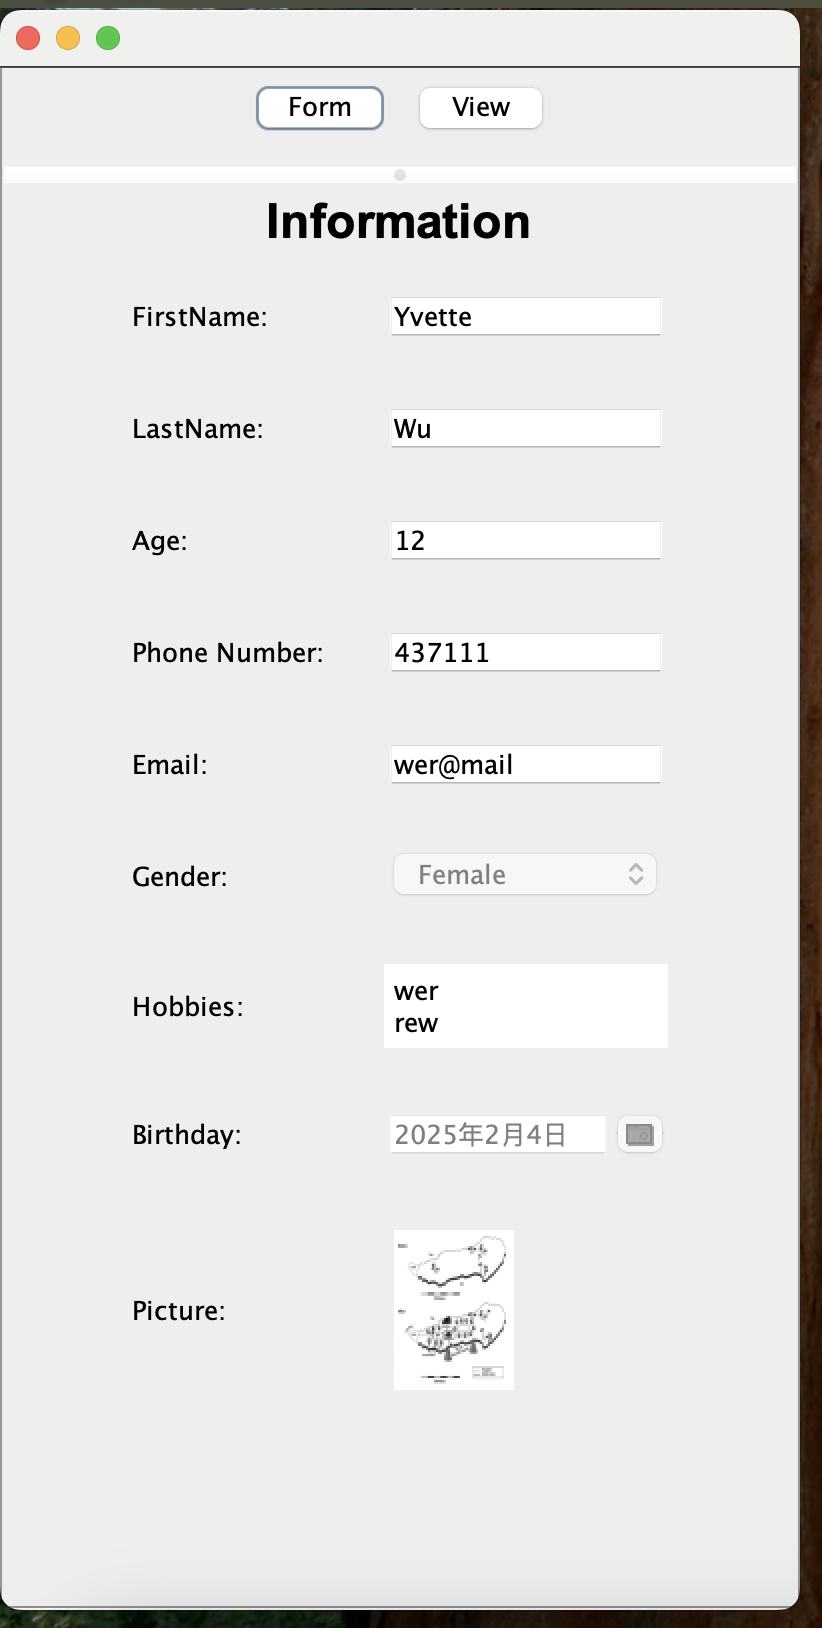 Form View
Information
FirstName: Yvette
LastName: Wu
Age: 12
Phone Number: 437111
Email: wer@mail
Gender: Female
Hobbies: wer
rew
Birthday: 2025年2月4日
Picture: